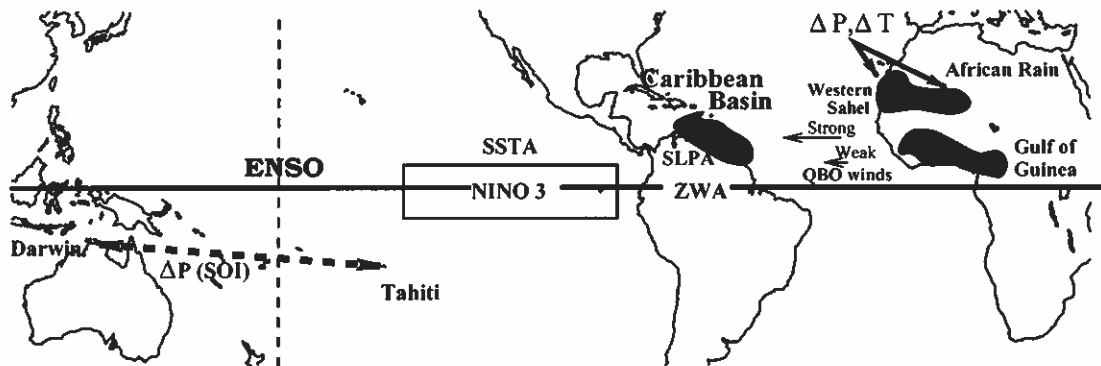 ΔP,ΔT
African Rain
Western
Sahel
Caribbean
Basin
Strong
SSTA
SLPA
Weak
Gulf of
Guinea
ENSO
QBO winds
NINO 3
ZWA
Darwin
ΔP (SOI)
Tahiti